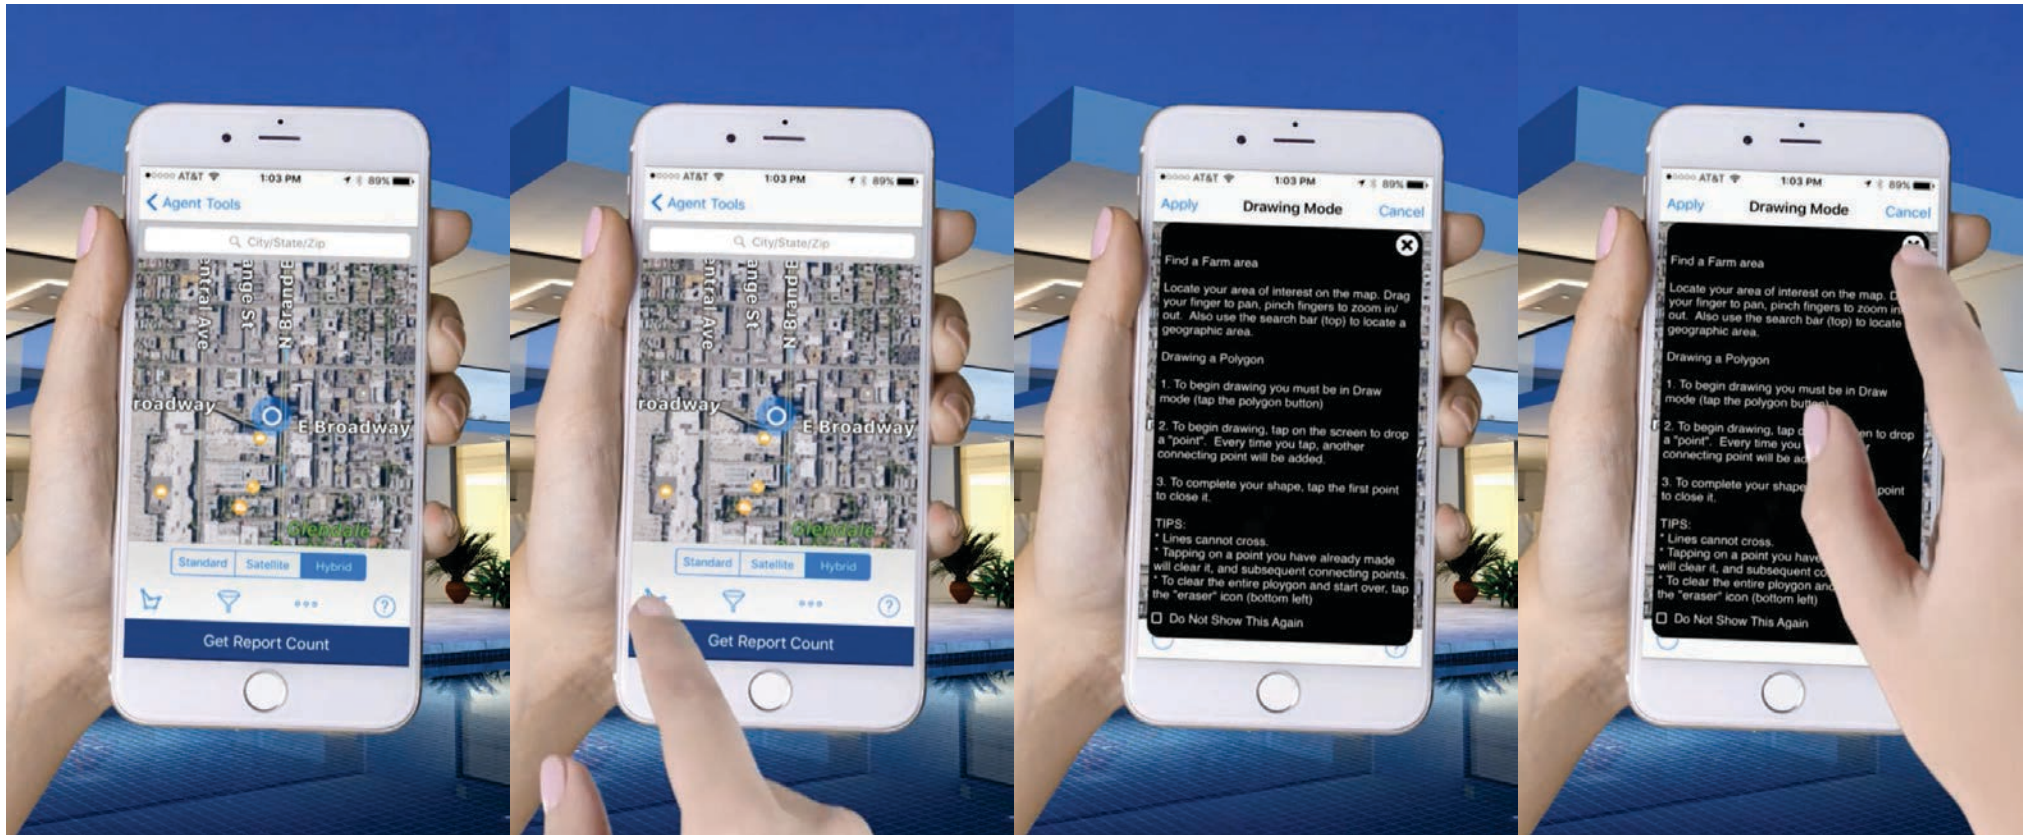 AT&T 1:03 PM 89%
Agent Tools
City/State/Zip
entral Ave
ange St
N Brand B
roadway
E Broadway
Glendale
Standard Satellite Hybrid
?
Get Report Count
AT&T 1:03 PM 89%
Agent Tools
City/State/Zip
entral Ave
ange St
N Brand B
roadway
E Broadway
Glendale
Standard Satellite Hybrid
?
Get Report Count
AT&T 1:03 PM 89%
Apply Drawing Mode Cancel
Find a Farm area
Locate your area of interest on the map. Drag
your finger to pan, pinch fingers to zoom in/
out. Also use the search bar (top) to locate a
geographic area.
Drawing a Polygon
1. To begin drawing you must be in Draw
mode (tap the polygon button)
2. To begin drawing, tap on the screen to drop
a "point". Every time you tap, another
connecting point will be added.
3. To complete your shape, tap the first point
to close it.
TIPS:
* Lines cannot cross.
* Tapping on a point you have already made
will clear it, and subsequent connecting points.
* To clear the entire ploygon and start over, tap
the "eraser" icon (bottom left)
Do Not Show This Again
AT&T 1:03 PM 89%
Apply Drawing Mode Cancel
Find a Farm area
Locate your area of interest on the map. D
your finger to pan, pinch fingers to zoom in
out. Also use the search bar (top) to locate
geographic area.
Drawing a Polygon
1. To begin drawing you must be in Draw
mode (tap the polygon button)
2. To begin drawing, tap en to drop
a "point". Every time you
connecting point will be ad
3. To complete your shape point
to close it.
TIPS:
* Lines cannot cross.
* Tapping on a point you have
will clear it, and subsequent co
* To clear the entire ploygon and
the "eraser" icon (bottom left)
Do Not Show This Again